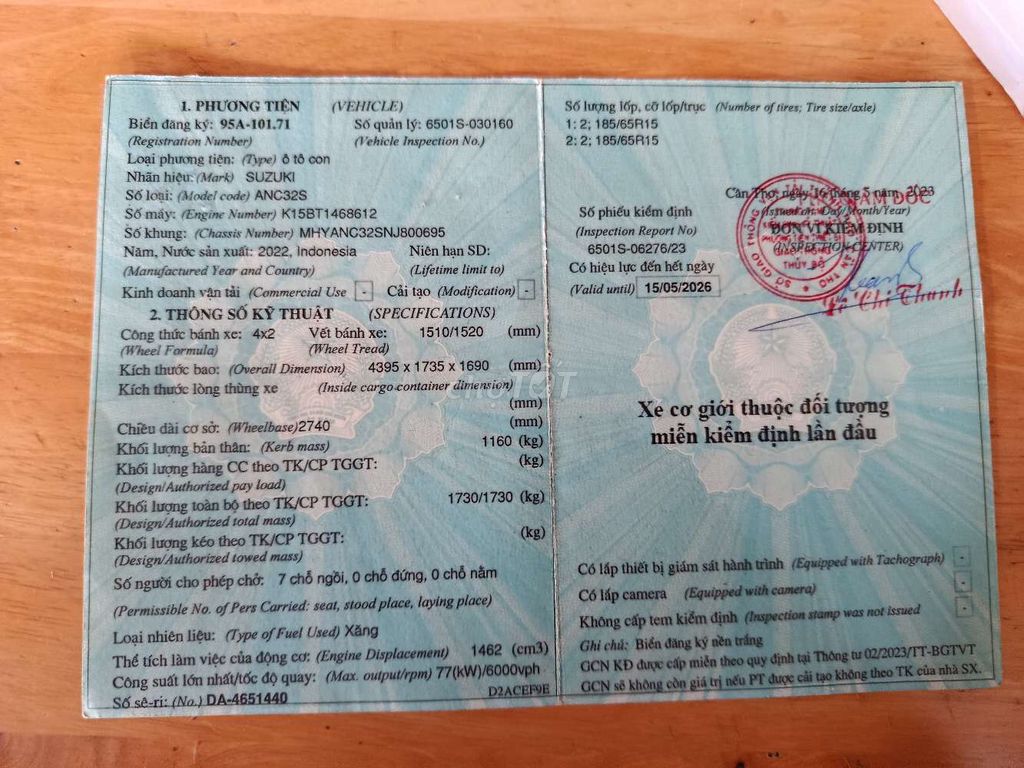 1. PHƯƠNG TIỆN (VEHICLE)
Biển đăng ký: 95A-101.71 Số quản lý: 6501S-030160
(Registration Number) (Vehicle Inspection No.)
Loại phương tiện: (Type) ô tô con
Nhãn hiệu: (Mark) SUZUKI
Số loại: (Model code) ANC32S
Số máy: (Engine Number) K15BT1468612
Số khung: (Chassis Number) MHYANC32SNJ800695
Năm, Nước sản xuất: 2022, Indonesia Niên hạn SD:
(Manufactured Year and Country) (Lifetime limit to)
Kinh doanh vận tải (Commercial Use - Cải tạo (Modification) -
2. THÔNG SỐ KỸ THUẬT (SPECIFICATIONS)
Công thức bánh xe: 4x2 Vết bánh xe: 1510/1520 (mm)
(Wheel Formula) (Wheel Tread)
Kích thước bao: (Overall Dimension) 4395 x 1735 x 1690 (mm)
Kích thước lòng thùng xe (Inside cargo container dimension)
(mm)
Chiều dài cơ sở: (Wheelbase)2740 (mm)
Khối lượng bản thân: (Kerb mass) 1160 (kg)
Khối lượng hàng CC theo TK/CP TGGT: (kg)
(Design/Authorized pay load)
Khối lượng toàn bộ theo TK/CP TGGT: 1730/1730 (kg)
(Design/Authorized total mass)
Khối lượng kéo theo TK/CP TGGT: (kg)
(Design/Authorized towed mass)
Số người cho phép chở: 7 chỗ ngồi, 0 chỗ đứng, 0 chỗ nằm
(Permissible No. of Pers Carried: seat, stood place, laying place)
Loại nhiên liệu: (Type of Fuel Used) Xăng
Thể tích làm việc của động cơ: (Engine Displacement) 1462 (cm3)
Công suất lớn nhất/tốc độ quay: (Max. output/rpm) 77(kW)/6000vph
Số sê-ri: (No.) DA-4651440 D2ACEF9E
Số lượng lốp, cỡ lốp/trục (Number of tires; Tire size/axle)
1: 2; 185/65R15
2: 2; 185/65R15
Cần Thơ, ngày 16 tháng 5 năm 2023
(Issued on: Day/Month/Year)
Số phiếu kiểm định ĐƠN VỊ KIỂM ĐỊNH
(Inspection Report No) (INSPECTION CENTER)
6501S-06276/23
Có hiệu lực đến hết ngày
(Valid until) 15/05/2026
Chí Thanh
CHỢ TỐT
Xe cơ giới thuộc đối tượng
miễn kiểm định lần đầu
Có lắp thiết bị giám sát hành trình (Equipped with Tachograph) -
Có lắp camera (Equipped with camera) -
Không cấp tem kiểm định (Inspection stamp was not issued -
Ghi chú: Biển đăng ký nền trắng
GCN KĐ được cấp miễn theo quy định tại Thông tư 02/2023/TT-BGTVT
GCN sẽ không còn giá trị nếu PT được cải tạo không theo TK của nhà SX.